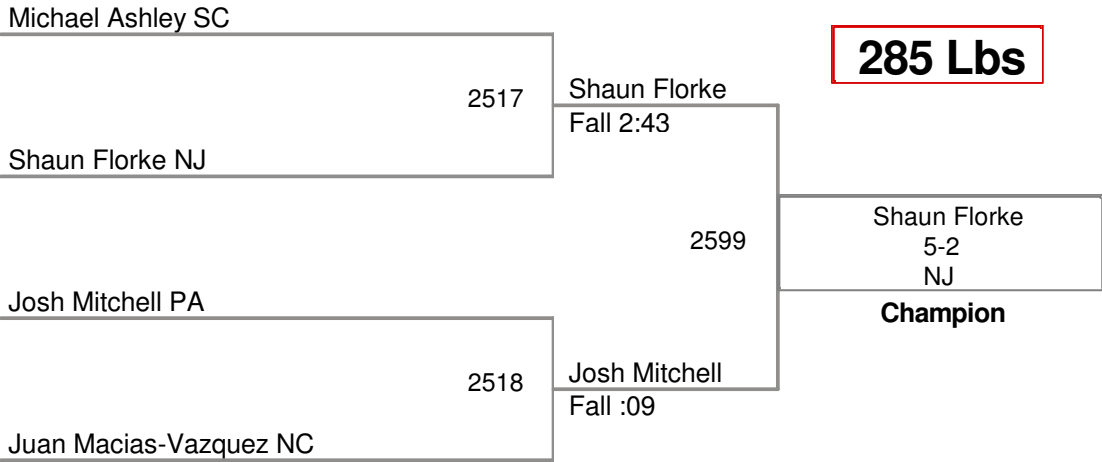 Michael Ashley SC
285 Lbs
2517
Shaun Florke
Fall 2:43
Shaun Florke NJ
2599
Shaun Florke
5-2
NJ
Champion
Josh Mitchell PA
2518
Josh Mitchell
Fall :09
Juan Macias-Vazquez NC